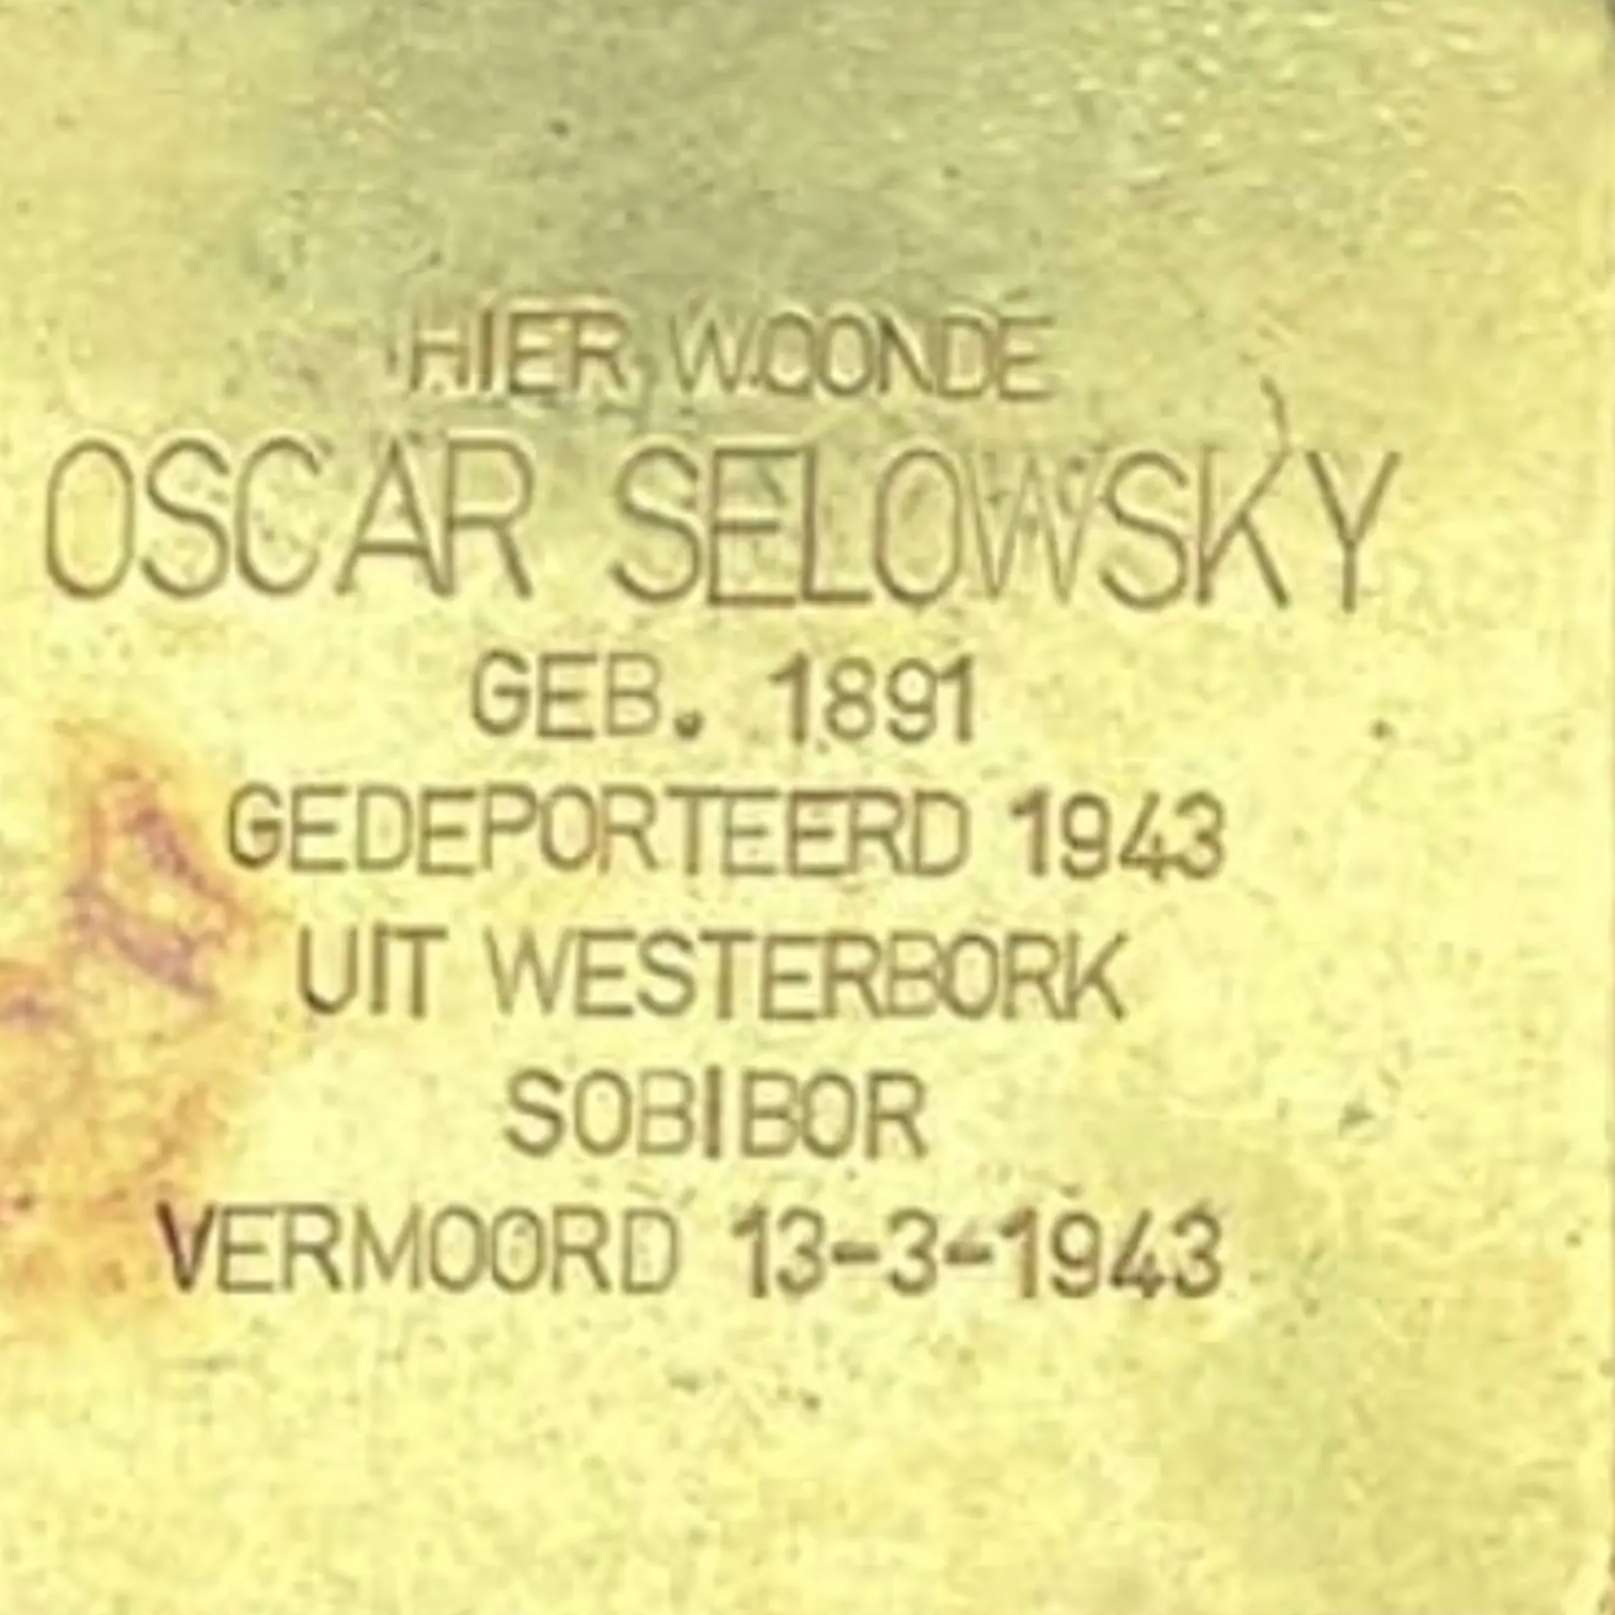 HIER WOONDE
OSCAR SELOWSKY
GEB. 1891
GEDEPORTEERD 1943
UIT WESTERBORK
SOBIBOR
VERMOORD 13-3-1943